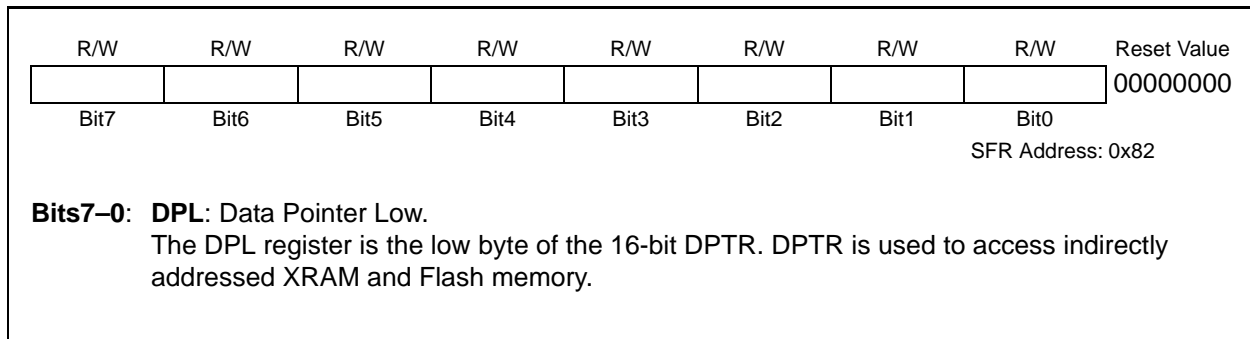 R/W R/W R/W R/W R/W R/W R/W R/W Reset Value
00000000
Bit7 Bit6 Bit5 Bit4 Bit3 Bit2 Bit1 Bit0
SFR Address: 0x82
Bits7–0: DPL: Data Pointer Low.
The DPL register is the low byte of the 16-bit DPTR. DPTR is used to access indirectly
addressed XRAM and Flash memory.